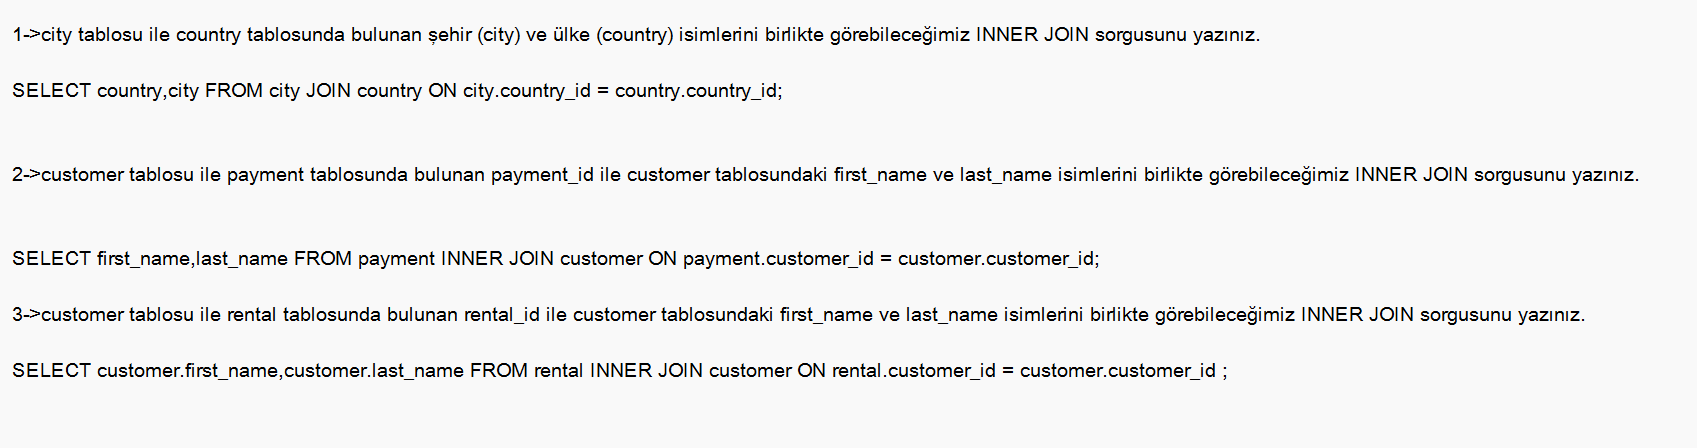 1->city tablosu ile country tablosunda bulunan şehir (city) ve ülke (country) isimlerini birlikte görebileceğimiz INNER JOIN sorgusunu yazınız.
SELECT country,city FROM city JOIN country ON city.country_id = country.country_id;
2->customer tablosu ile payment tablosunda bulunan payment_id ile customer tablosundaki first_name ve last_name isimlerini birlikte görebileceğimiz INNER JOIN sorgusunu yazınız.
SELECT first_name,last_name FROM payment INNER JOIN customer ON payment.customer_id = customer.customer_id;
3->customer tablosu ile rental tablosunda bulunan rental_id ile customer tablosundaki first_name ve last_name isimlerini birlikte görebileceğimiz INNER JOIN sorgusunu yazınız.
SELECT customer.first_name,customer.last_name FROM rental INNER JOIN customer ON rental.customer_id = customer.customer_id ;